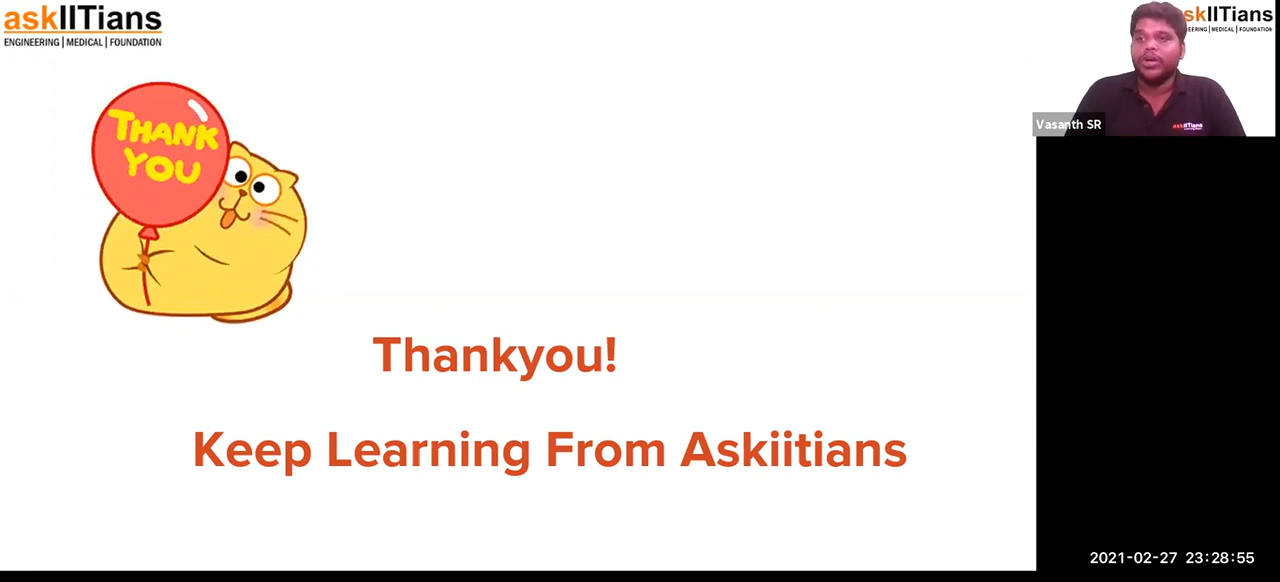 askIITians
ENGINEERING | MEDICAL | FOUNDATION
THANK
YOU
Thankyou!
Keep Learning From Askiitians
skIITians
EERING | MEDICAL | FOUNDATION
askIITians
Vasanth SR
2021-02-27 23:28:55